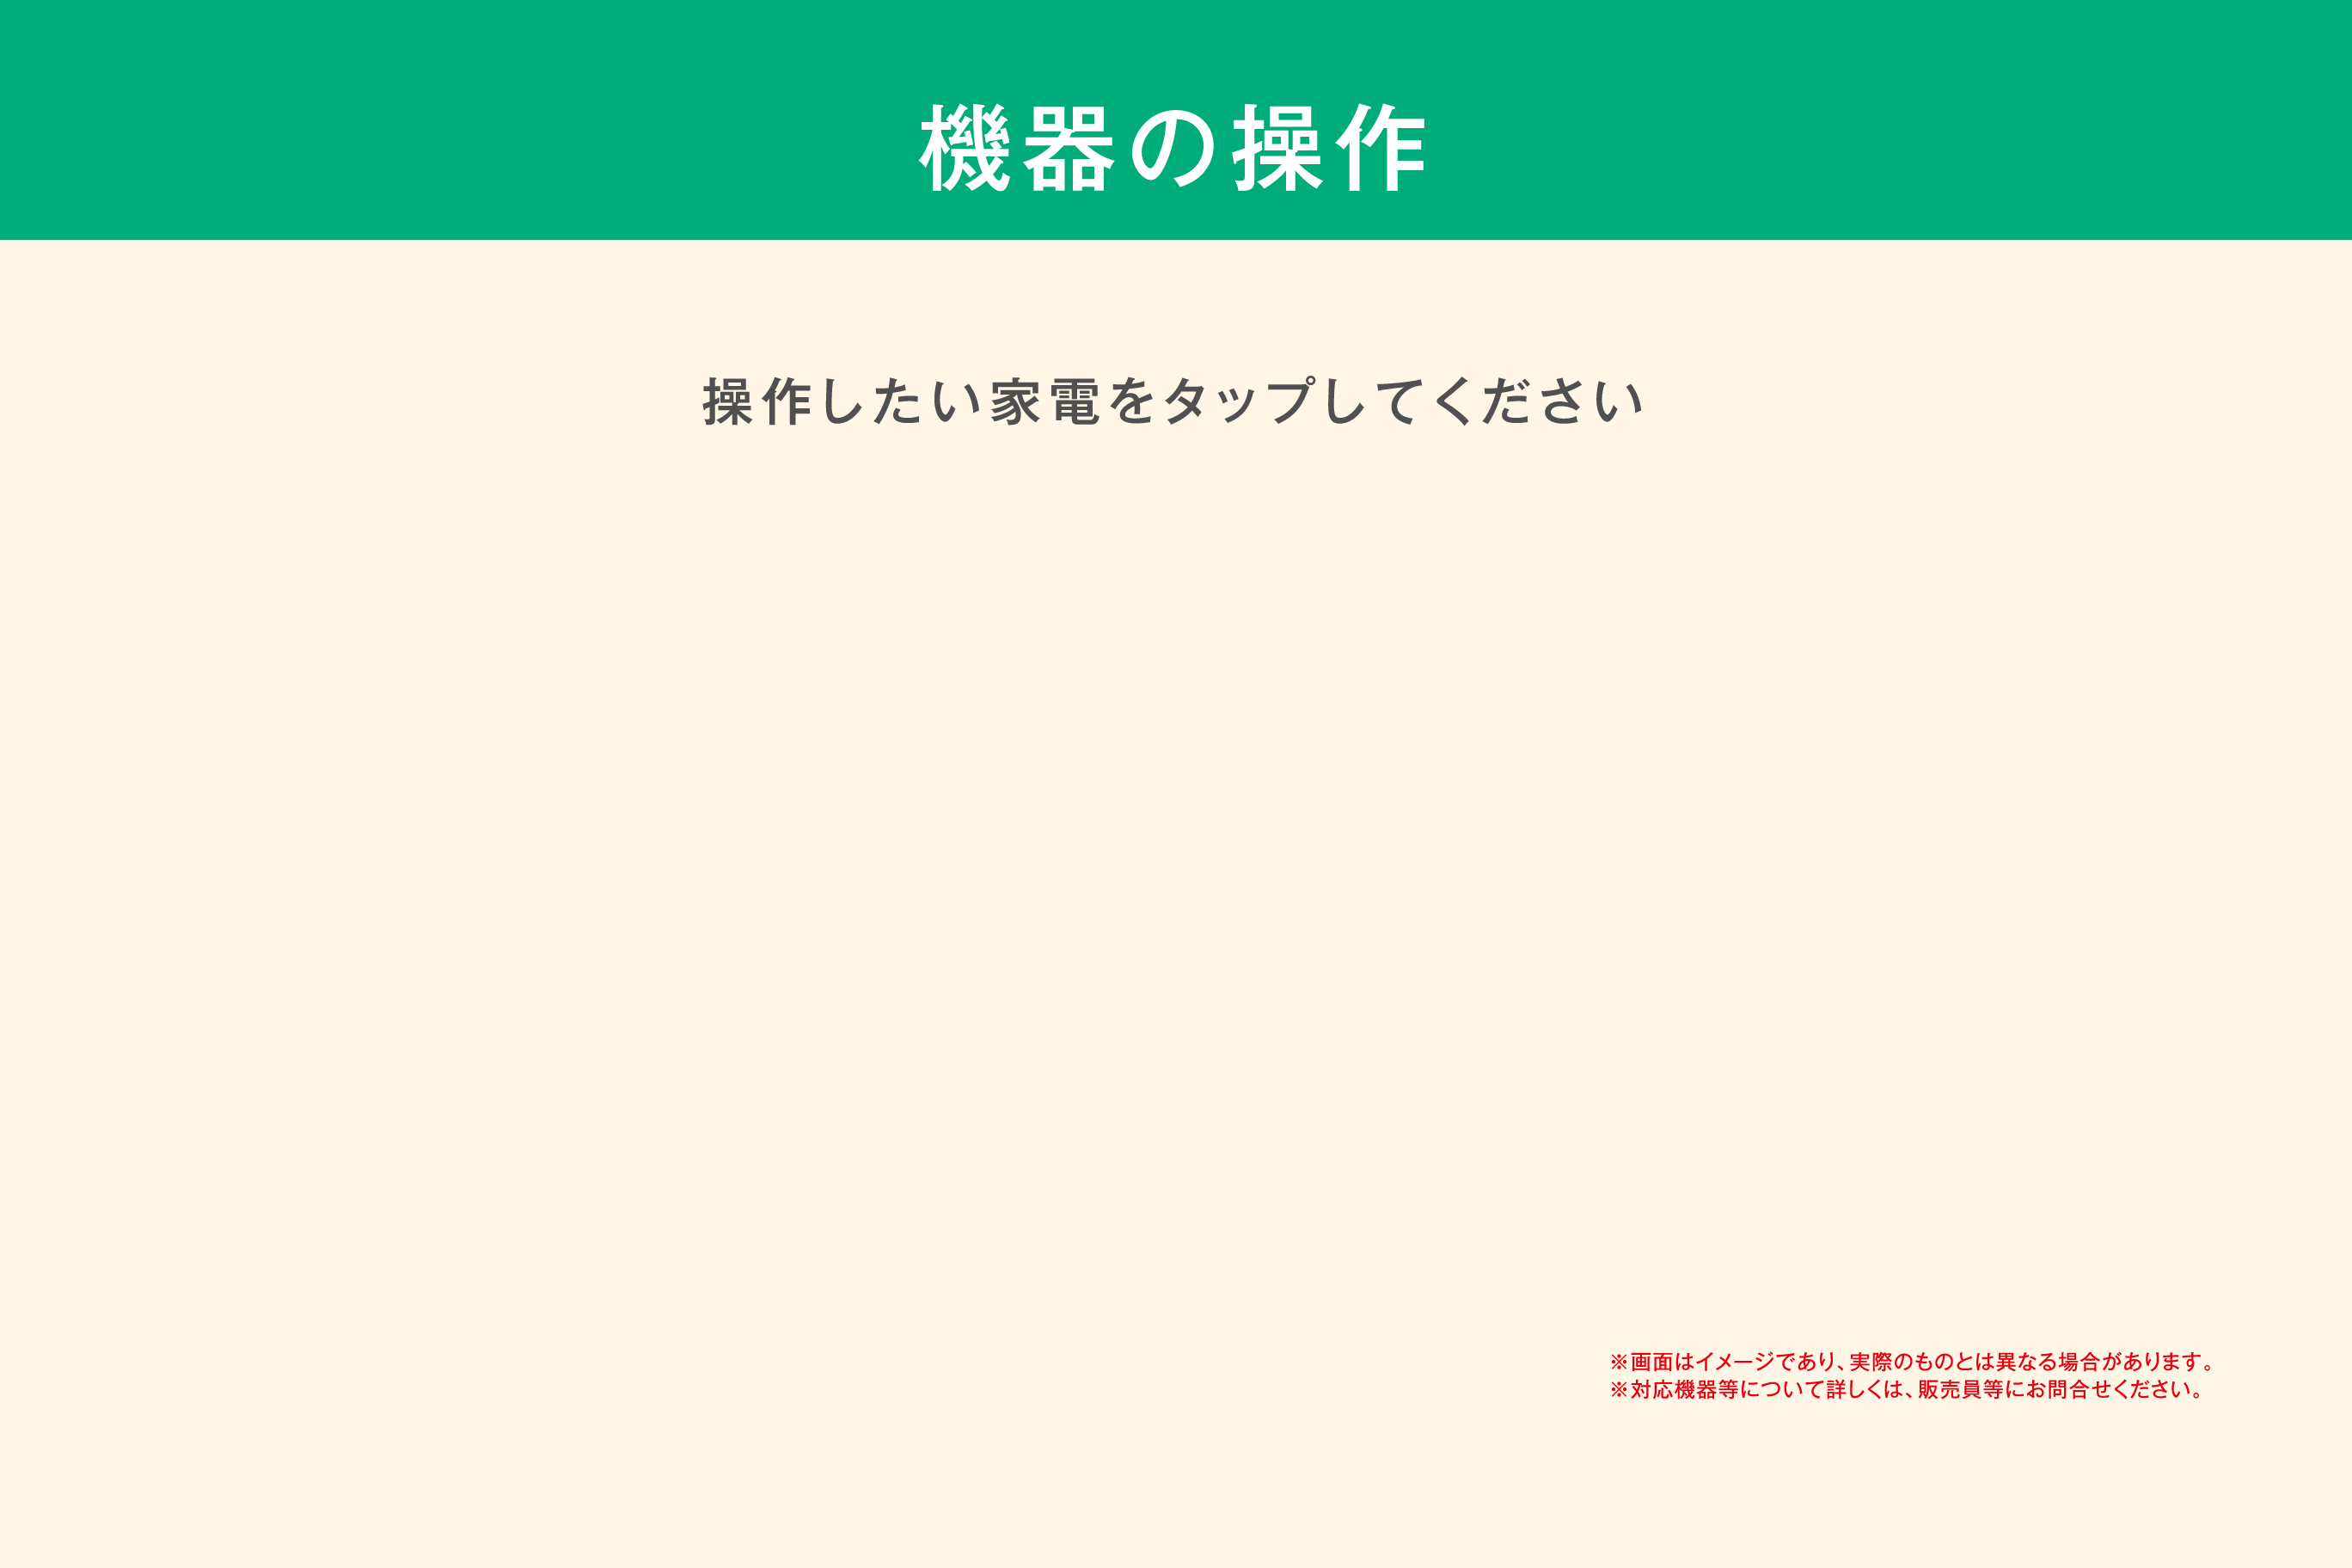 機器の操作
操作したい家電をタップしてください
※画面はイメージであり、実際のものとは異なる場合があります。
※対応機器等について詳しくは、販売員等にお問合せください。